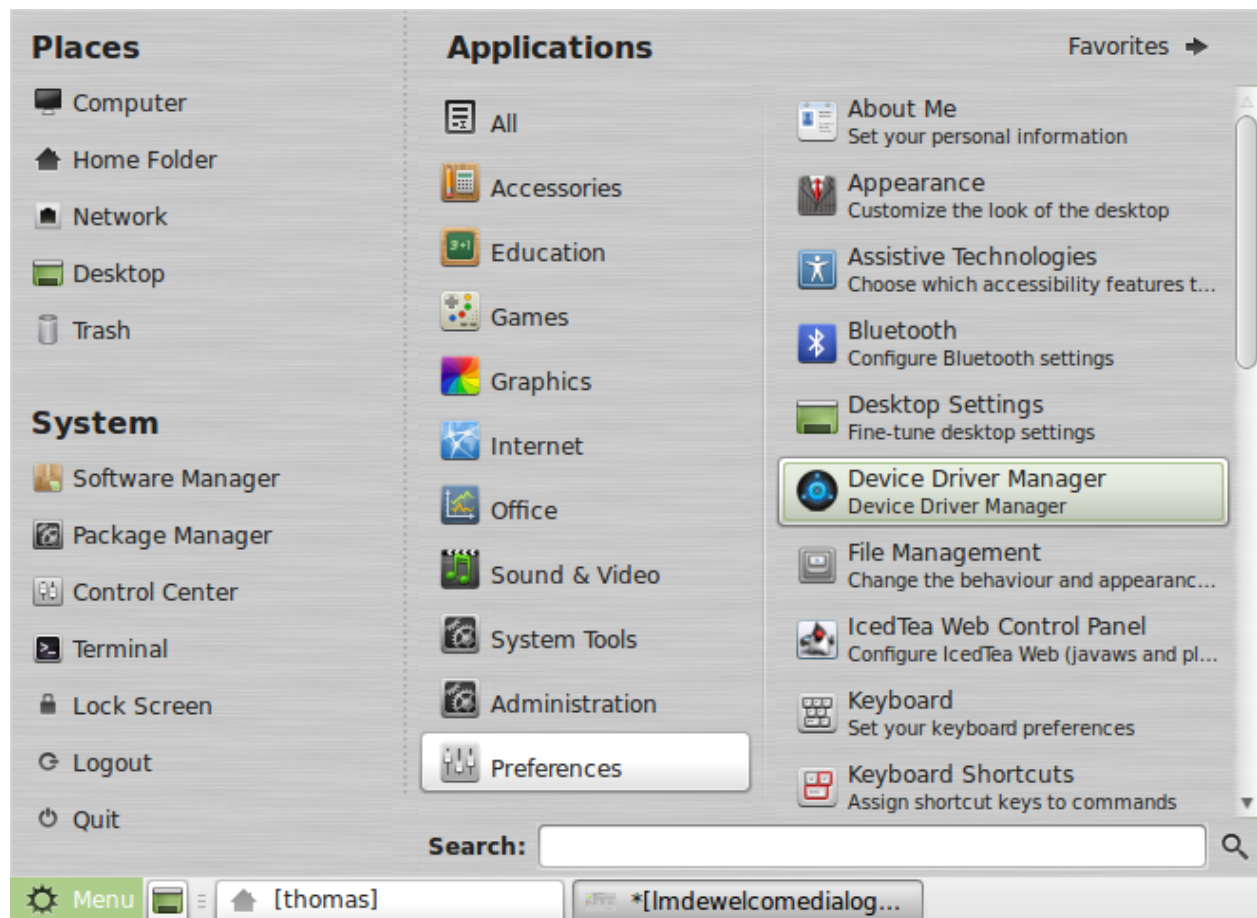 Places
Computer
Home Folder
Network
Desktop
Trash
System
Software Manager
Package Manager
Control Center
Terminal
Lock Screen
Logout
Quit
Applications
Favorites
All
Accessories
Education
Games
Graphics
Internet
Office
Sound & Video
System Tools
Administration
Preferences
About Me
Set your personal information
Appearance
Customize the look of the desktop
Assistive Technologies
Choose which accessibility features t...
Bluetooth
Configure Bluetooth settings
Desktop Settings
Fine-tune desktop settings
Device Driver Manager
Device Driver Manager
File Management
Change the behaviour and appearanc...
IcedTea Web Control Panel
Configure IcedTea Web (javaws and pl...
Keyboard
Set your keyboard preferences
Keyboard Shortcuts
Assign shortcut keys to commands
Search:
Menu
[thomas]
*[lmdewelcomedialog...